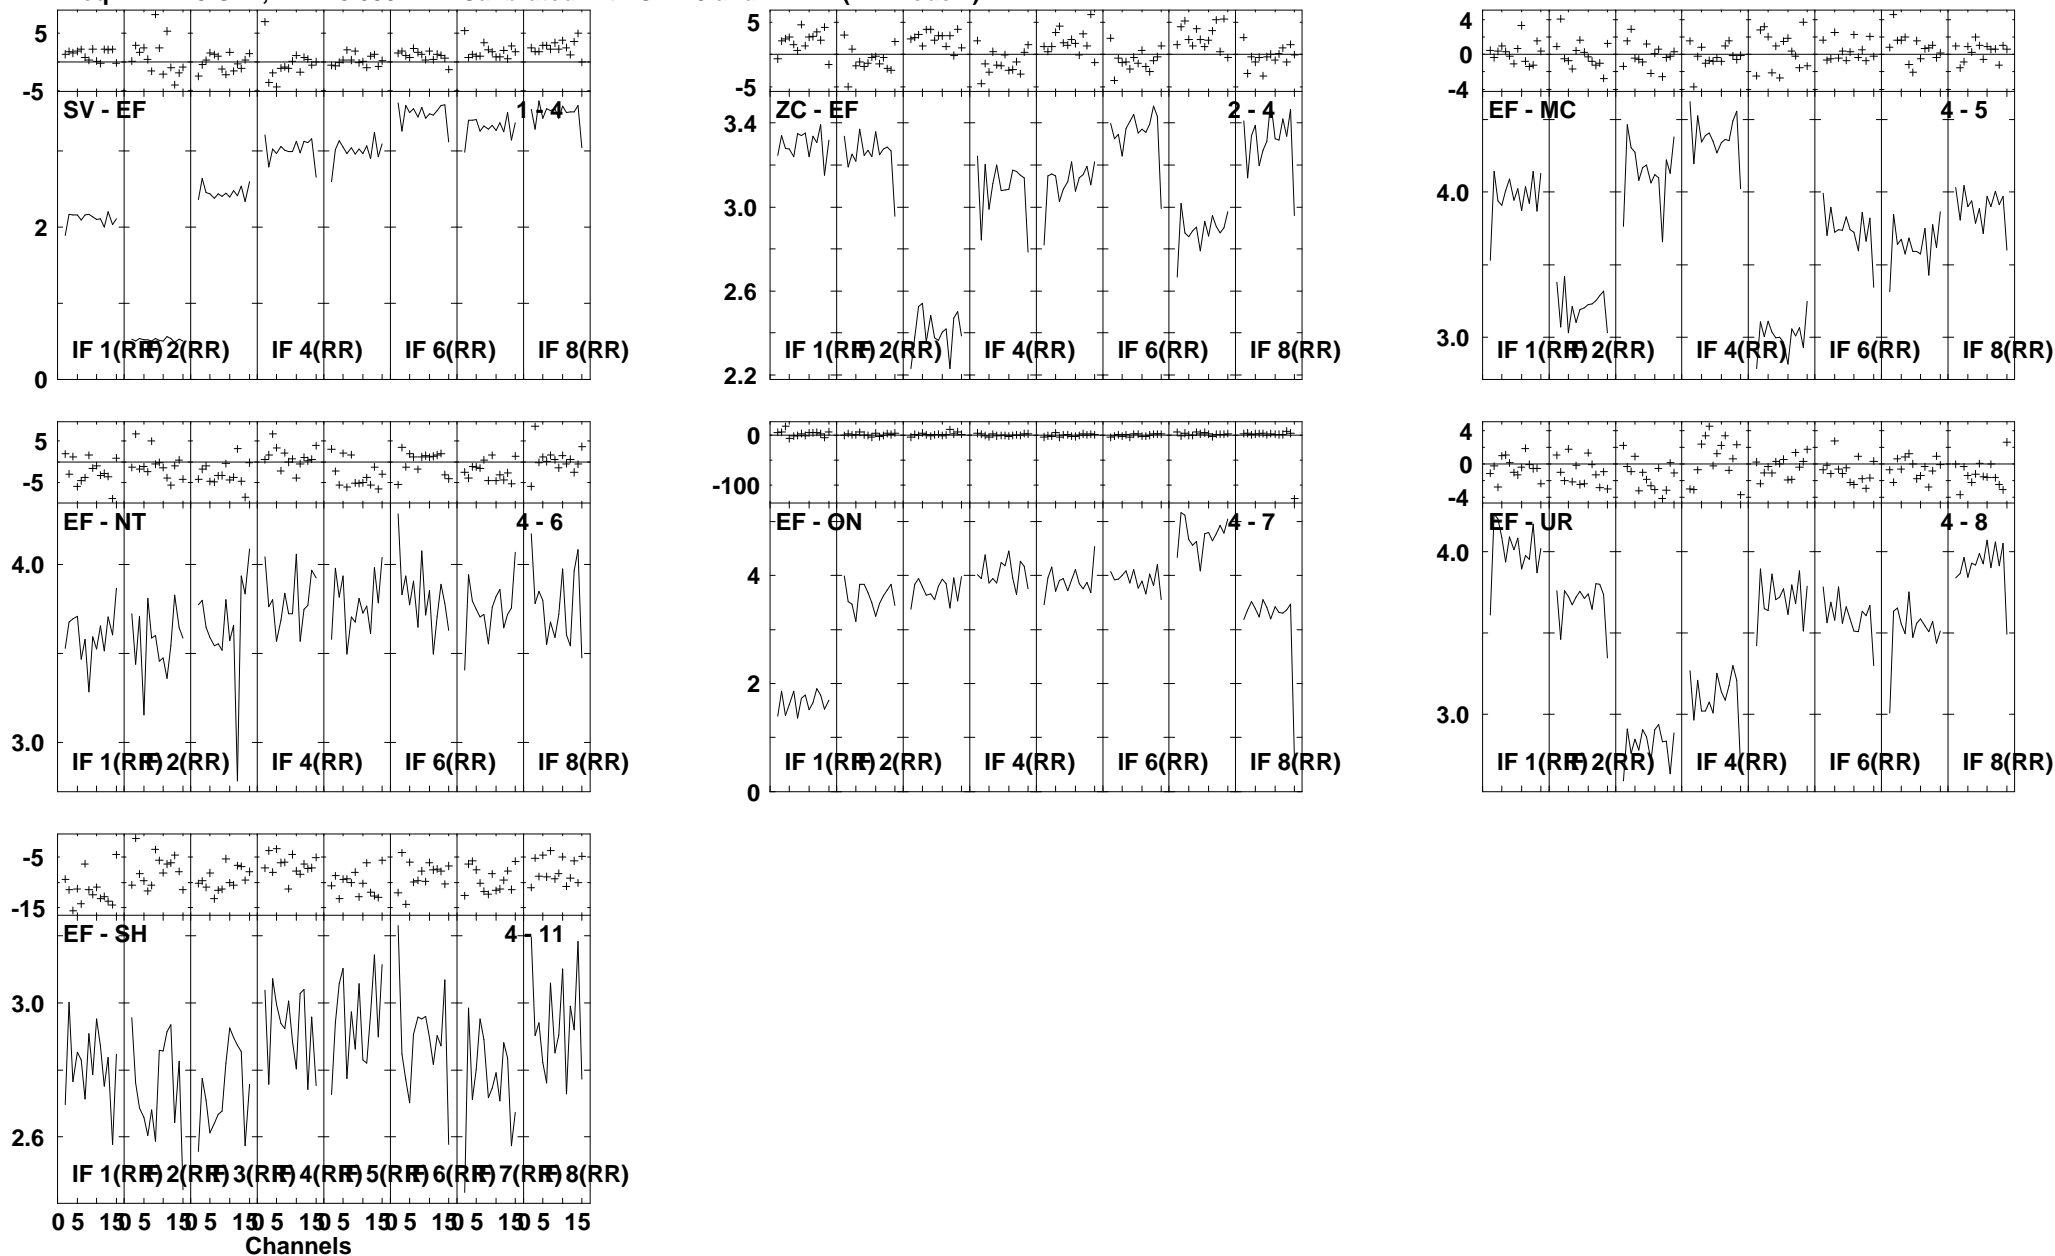 5
-5
SV - EF 1 - 4
2
0
IF 1(RR) 2(RR) IF 4(RR) IF 6(RR) IF 8(RR)
5
-5
ZC - EF 2 - 4
3.4
3.0
2.6
2.2
IF 1(RR) 2(RR) IF 4(RR) IF 6(RR) IF 8(RR)
4
0
-4
EF - MC 4 - 5
4.0
3.0
IF 1(RR) 2(RR) IF 4(RR) IF 6(RR) IF 8(RR)
5
-5
EF - NT 4 - 6
4.0
3.0
IF 1(RR) 2(RR) IF 4(RR) IF 6(RR) IF 8(RR)
0
-100
EF - ON 4 - 7
4
2
0
IF 1(RR) 2(RR) IF 4(RR) IF 6(RR) IF 8(RR)
4
0
-4
EF - UR 4 - 8
4.0
3.0
IF 1(RR) 2(RR) IF 4(RR) IF 6(RR) IF 8(RR)
-5
-15
EF - SH 4 - 11
3.0
2.6
IF 1(RR) 2(RR) 3(RR) 4(RR) 5(RR) 6(RR) 7(RR) 8(RR)
0 5 15 0 5 15 0 5 15 0 5 15 0 5 15 0 5 15 0 5 15 0 5 15
Channels